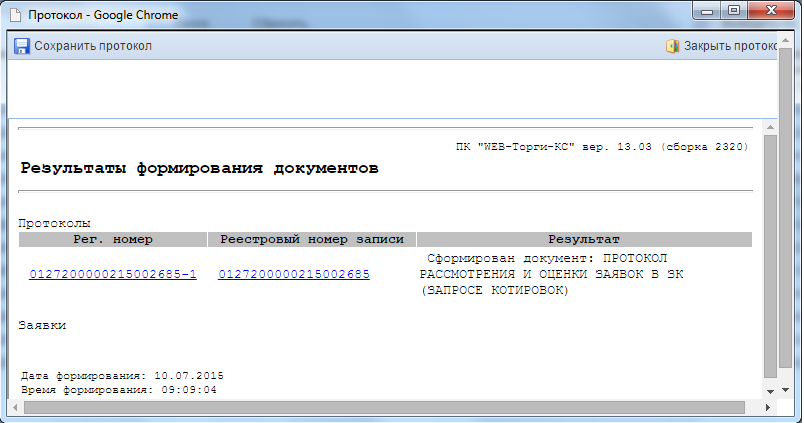 Протокол - Google Chrome
Сохранить протокол
Закрыть протоко
ПК "WEB-Торги-КС" вер. 13.03 (сборка 2320)
Результаты формирования документов
Протоколы
Рег. номер Реестровый номер записи Результат
0127200000215002685-1 0127200000215002685 Сформирован документ: ПРОТОКОЛ
РАССМОТРЕНИЯ И ОЦЕНКИ ЗАЯВОК В ЗК
(ЗАПРОСЕ КОТИРОВОК)
Заявки
Дата формирования: 10.07.2015
Время формирования: 09:09:04